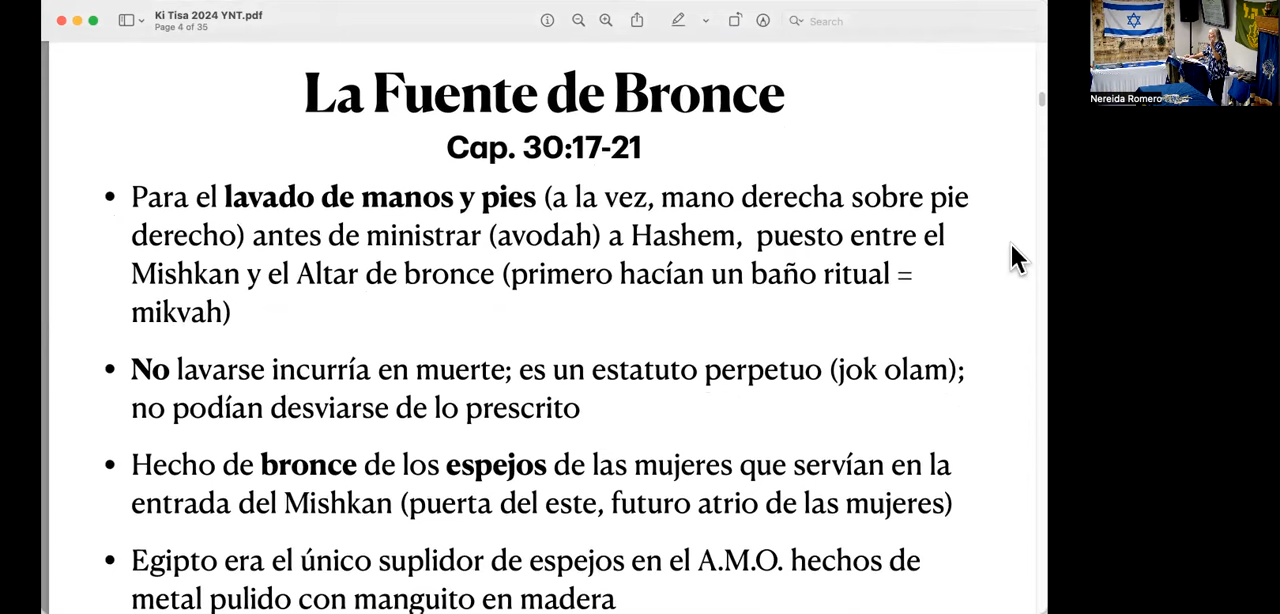 Ki Tisa 2024 YNT.pdf
Page 4 of 35
Search
La Fuente de Bronce
Cap. 30:17-21
• Para el lavado de manos y pies (a la vez, mano derecha sobre pie
derecho) antes de ministrar (avodah) a Hashem, puesto entre el
Mishkan y el Altar de bronce (primero hacían un baño ritual =
mikvah)
• No lavarse incurría en muerte; es un estatuto perpetuo (jok olam);
no podían desviarse de lo prescrito
• Hecho de bronce de los espejos de las mujeres que servían en la
entrada del Mishkan (puerta del este, futuro atrio de las mujeres)
• Egipto era el único suplidor de espejos en el A.M.O. hechos de
metal pulido con manguito en madera
Nereida Romero